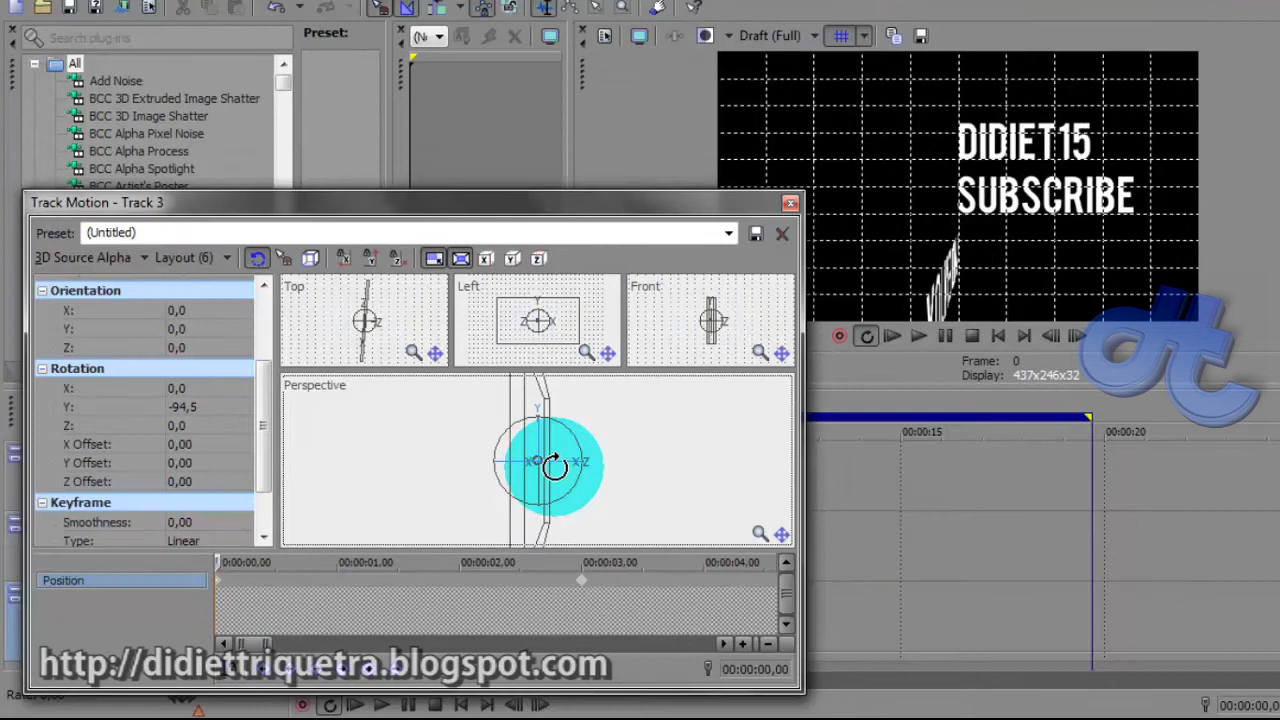 Search plug-ins
Preset:
Draft (Full)
All
Add Noise
BCC 3D Extruded Image Shatter
BCC 3D Image Shatter
BCC Alpha Pixel Noise
BCC Alpha Process
BCC Alpha Spotlight
BCC Artist's Poster
DIDIET15
SUBSCRIBE
Track Motion - Track 3
Preset: (Untitled)
3D Source Alpha
Layout (6)
Orientation
X: 0,0
Y: 0,0
Z: 0,0
Rotation
X: 0,0
Y: -94,5
Z: 0,0
X Offset: 0,00
Y Offset: 0,00
Z Offset: 0,00
Keyframe
Smoothness: 0,00
Type: Linear
Top
Z
Left
Y
Z X
Front
Z
Perspective
Y
X X Z
0:00:00:00,00 00:00:01,00 00:00:02,00 00:00:03,00 00:00:04,00
Position
00:00:00,00
Frame: 0
Display: 437x246x32
dt
00:00:15 00:00:20
http://didiettriquetra.blogspot.com
00:00:00,0